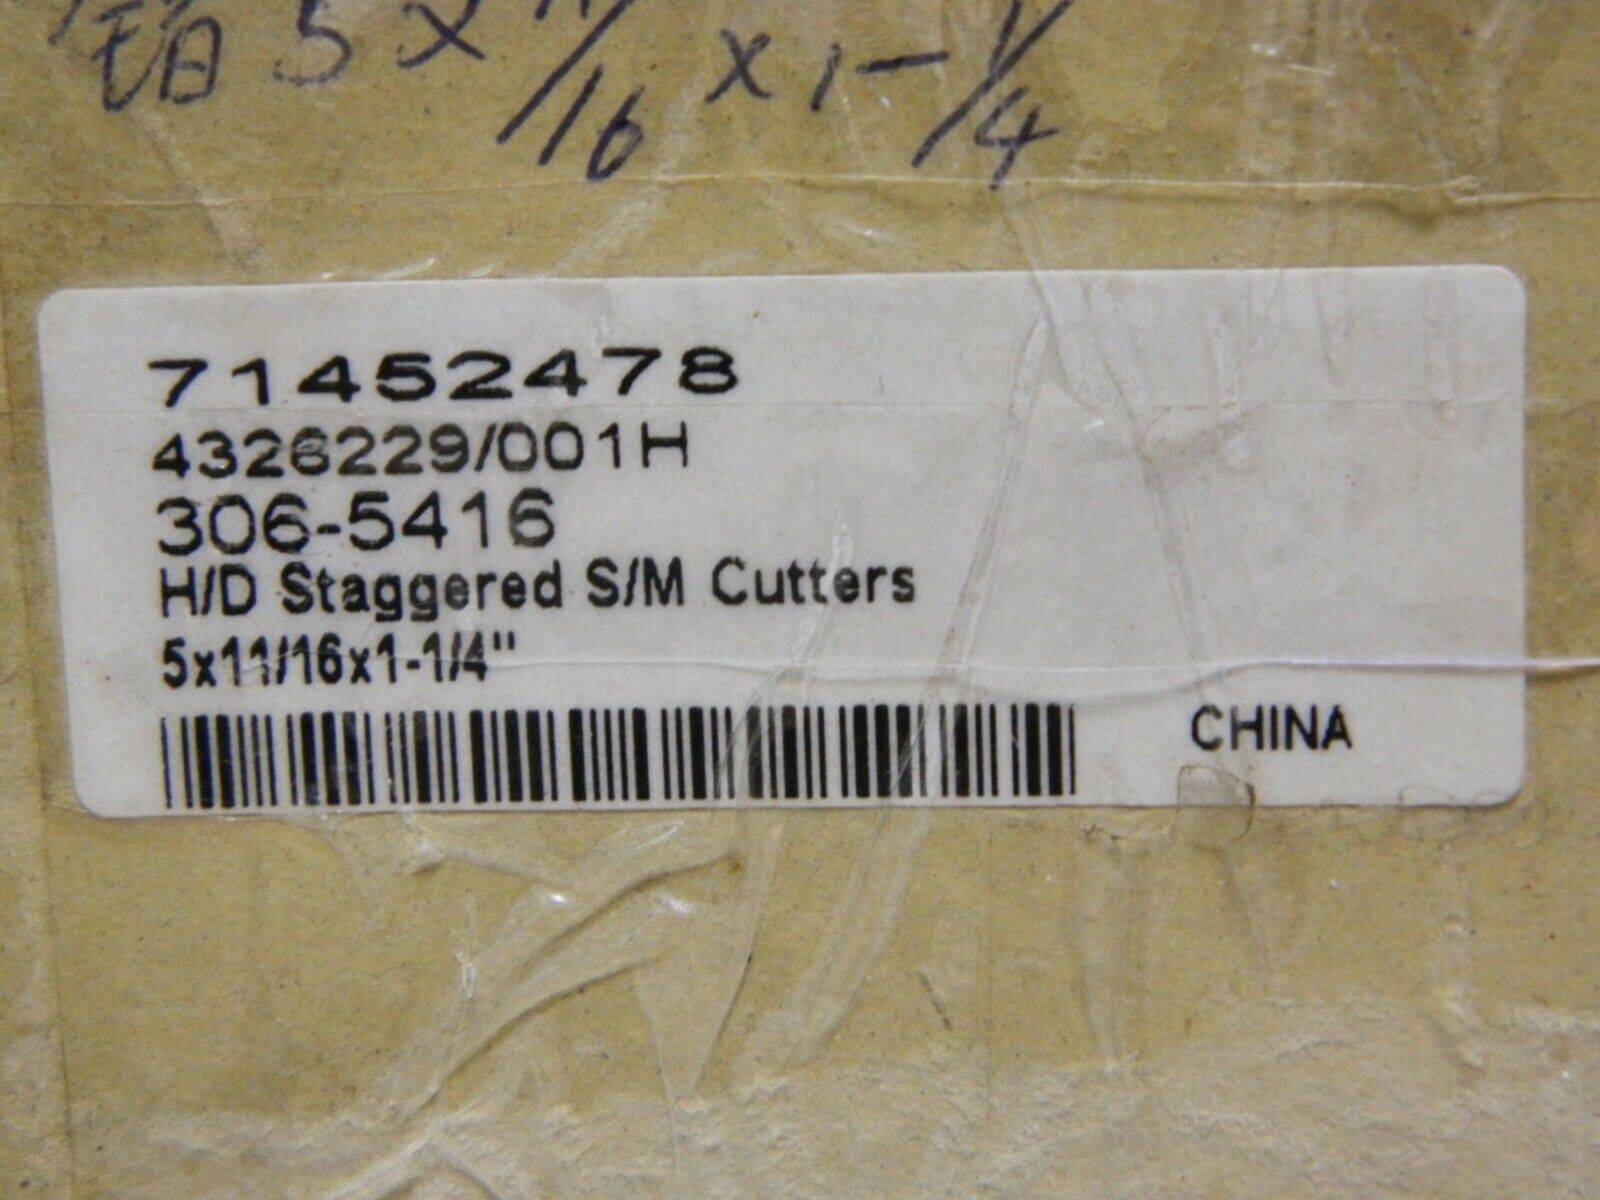 5 x 11/16 x 1-1/4
71452478
4326229/001H
306-5416
H/D Staggered S/M Cutters
5x11/16x1-1/4"
CHINA